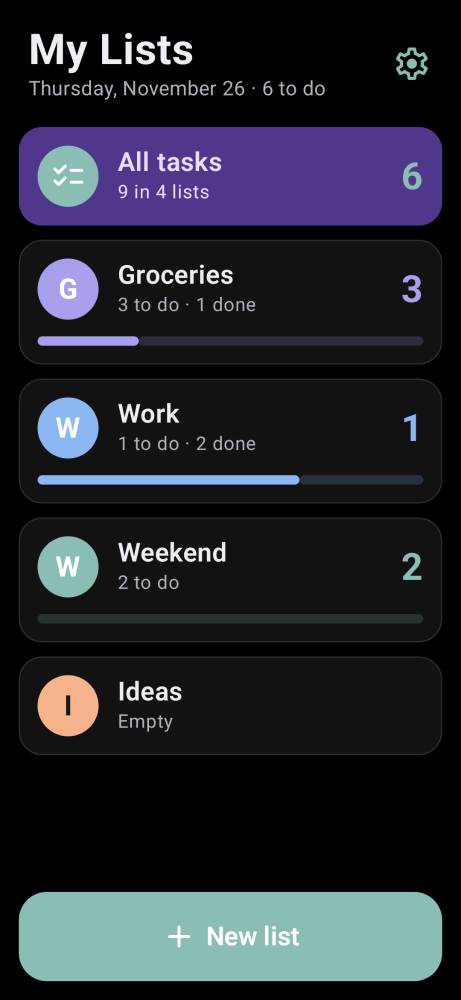 My Lists
Thursday, November 26 · 6 to do
All tasks
9 in 4 lists
6
G
Groceries
3 to do · 1 done
3
W
Work
1 to do · 2 done
1
W
Weekend
2 to do
2
I
Ideas
Empty
New list